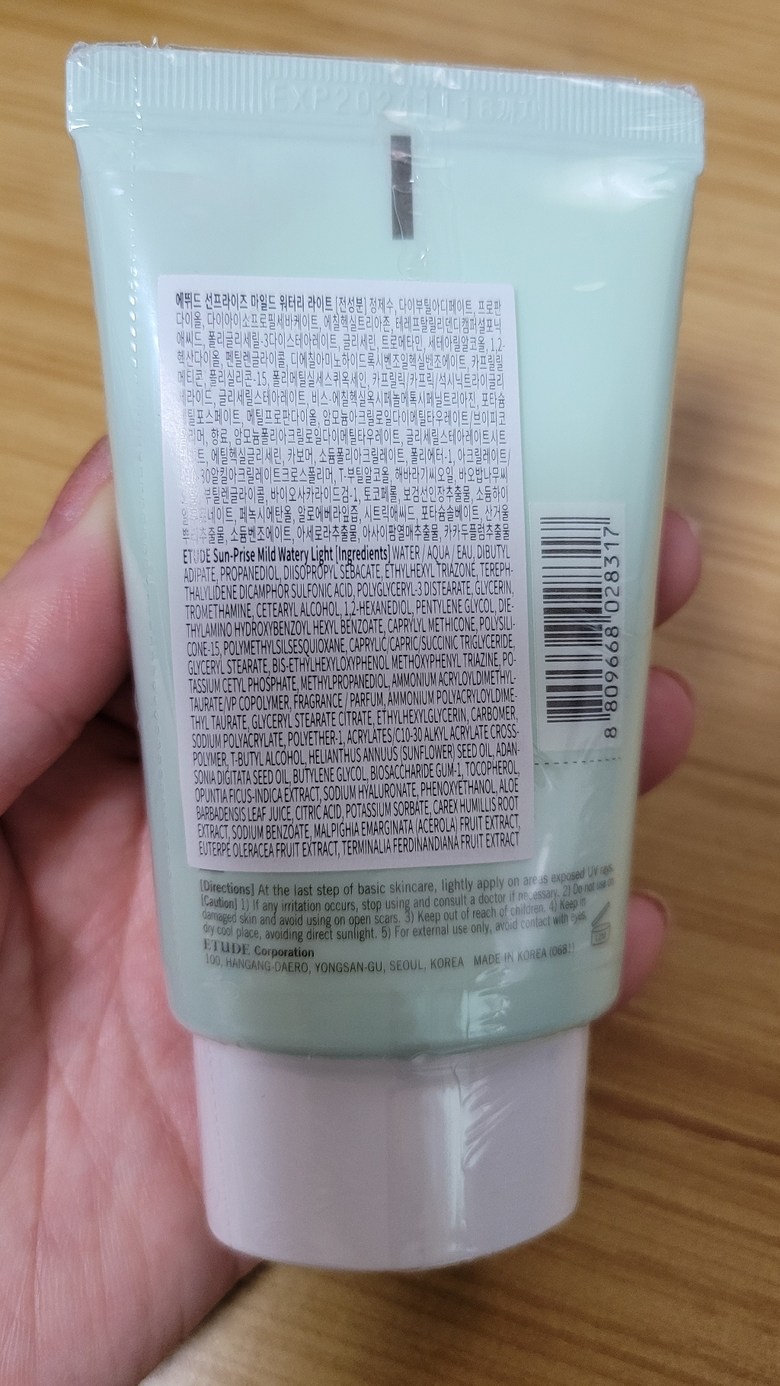 에뛰드 선프라이즈 마일드 워터리 라이트 [전성분] 정제수, 다이부틸아디페이트, 프로판
다이올, 다이아이소프로필세바케이트, 에칠헥실트리아존, 테레프탈릴리덴디캠퍼설포닉
애씨드, 폴리글리세릴-3다이스테아레이트, 글리세린, 트로메타민, 세테아릴알코올, 1,2-
헥산다이올, 펜틸렌글라이콜, 디에칠아미노하이드록시벤조일헥실벤조에이트, 카프릴릴
메티콘, 폴리실리콘-15, 폴리메틸실세스퀴옥세인, 카프릴릭/카프릭/석시닉트라이글리
세라이드, 글리세릴스테아레이트, 비스-에칠헥실옥시페놀메톡시페닐트리아진, 포타슘
세틸포스페이트, 메틸프로판다이올, 암모늄아크릴로일다이메틸타우레이트/브이피코
폴리머, 향료, 암모늄폴리아크릴로일다이메틸타우레이트, 글리세릴스테아레이트시트
에틸헥실글리세린, 카보머, 소듐폴리아크릴레이트, 폴리에터-1, 아크릴레이트/
30알킬아크릴레이트크로스폴리머, T-부틸알코올, 해바라기씨오일, 바오밥나무씨
부틸렌글라이콜, 바이오사카라이드검-1, 토코페롤, 보검선인장추출물, 소듐하이
페녹시에탄올, 알로에베라잎즙, 시트릭애씨드, 포타슘솔베이트, 산거울
소듐벤조에이트, 아세로라추출물, 아사이팜열매추출물, 카카두플럼추출물
ETUDE Sun-Prise Mild Watery Light [Ingredients] WATER / AQUA / EAU, DIBUTYL
ADIPATE, PROPANEDIOL, DIISOPROPYL SEBACATE, ETHYLHEXYL TRIAZONE, TEREPH-
THALYLIDENE DICAMPHOR SULFONIC ACID, POLYGLYCERYL-3 DISTEARATE, GLYCERIN,
TROMETHAMINE, CETEARYL ALCOHOL, 1,2-HEXANEDIOL, PENTYLENE GLYCOL, DIE-
THYLAMINO HYDROXYBENZOYL HEXYL BENZOATE, CAPRYLYL METHICONE, POLYSILI-
CONE-15, POLYMETHYLSILSESQUIOXANE, CAPRYLIC/CAPRIC/SUCCINIC TRIGLYCERIDE,
GLYCERYL STEARATE, BIS-ETHYLHEXYLOXYPHENOL METHOXYPHENYL TRIAZINE, PO-
TASSIUM CETYL PHOSPHATE, METHYLPROPANEDIOL, AMMONIUM ACRYLOYLDIMETHYL-
TAURATE/VP COPOLYMER, FRAGRANCE / PARFUM, AMMONIUM POLYACRYLOYLDIME-
THYL TAURATE, GLYCERYL STEARATE CITRATE, ETHYLHEXYLGLYCERIN, CARBOMER,
SODIUM POLYACRYLATE, POLYETHER-1, ACRYLATES/C10-30 ALKYL ACRYLATE CROSS-
POLYMER, T-BUTYL ALCOHOL, HELIANTHUS ANNUUS (SUNFLOWER) SEED OIL, ADAN-
SONIA DIGITATA SEED OIL, BUTYLENE GLYCOL, BIOSACCHARIDE GUM-1, TOCOPHEROL,
OPUNTIA FICUS-INDICA EXTRACT, SODIUM HYALURONATE, PHENOXYETHANOL, ALOE
BARBADENSIS LEAF JUICE, CITRIC ACID, POTASSIUM SORBATE, CAREX HUMILLIS ROOT
EXTRACT, SODIUM BENZOATE, MALPIGHIA EMARGINATA (ACEROLA) FRUIT EXTRACT,
EUTERPE OLERACEA FRUIT EXTRACT, TERMINALIA FERDINANDIANA FRUIT EXTRACT
8 809668 028317
[Directions] At the last step of basic skincare, lightly apply on areas exposed UV rays.
[Caution] 1) If any irritation occurs, stop using and consult a doctor if necessary. 2) Do not use on
damaged skin and avoid using on open scars. 3) Keep out of reach of children. 4) Keep in
dry cool place, avoiding direct sunlight. 5) For external use only, avoid contact with eyes.
ETUDE Corporation
100, HANGANG-DAERO, YONGSAN-GU, SEOUL, KOREA MADE IN KOREA